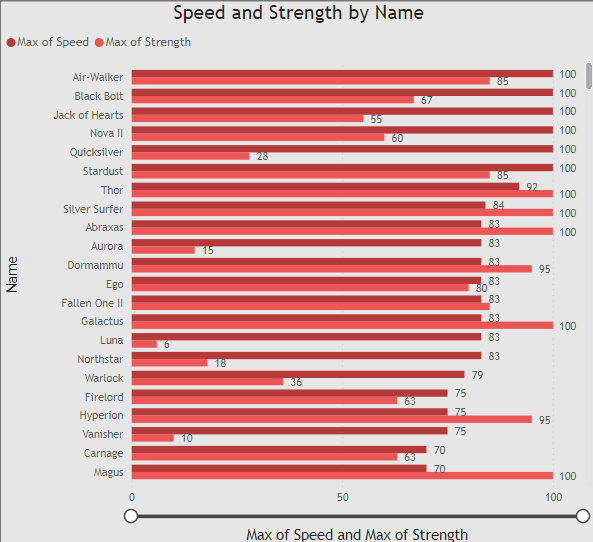 Speed and Strength by Name
Max of Speed Max of Strength
Name
Air-Walker 100
85
Black Bolt 100
67
Jack of Hearts 100
55
Nova II 100
60
Quicksilver 100
28
Stardust 100
85
Thor 92
100
Silver Surfer 84
100
Abraxas 83
100
Aurora 83
15
Dormammu 83
95
Ego 83
80
Fallen One II 83
Galactus 83
100
Luna 83
6
Northstar 83
18
Warlock 79
36
Firelord 75
63
Hyperion 75
95
Vanisher 75
10
Carnage 70
63
Magus 70
100
0 50 100
Max of Speed and Max of Strength